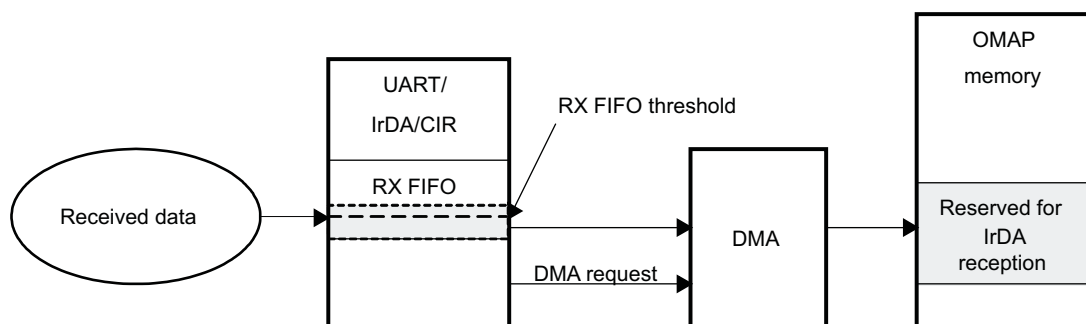 OMAP
memory
UART/
IrDA/CIR
RX FIFO threshold
RX FIFO
Received data
DMA
Reserved for
IrDA
reception
DMA request